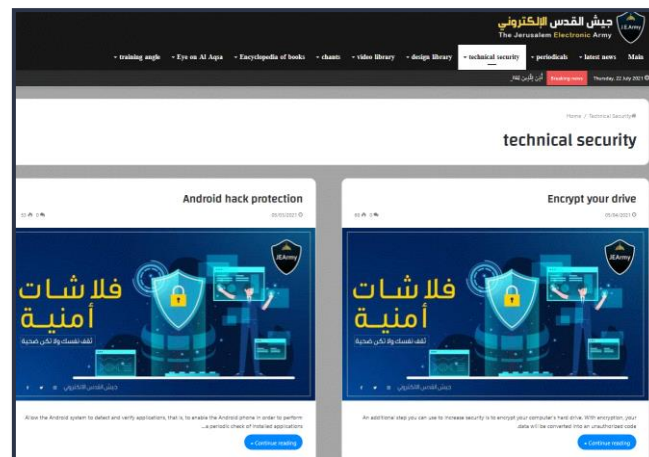 جيش القدس الإلكتروني
The Jerusalem Electronic Army
J.E.Army
Main
latest news
periodicals
technical security
design library
video library
chants
Encyclopedia of books
Eye on Al Aqsa
training angle
Thursday, 22 July 2021
Breaking news
Home / Technical Security
technical security
Encrypt your drive
05/04/2021
0
JEArmy
فلاشات
أمنية
ثقف نفسك ولا تكن ضحية
جيش القدس الالكتروني
An additional step you can use to increase security is to encrypt your computer's hard drive. With encryption, your
data will be converted into an unauthorized code
Continue reading »
Android hack protection
05/03/2021
0
JEArmy
فلاشات
أمنية
ثقف نفسك ولا تكن ضحية
جيش القدس الالكتروني
Allow the Android system to detect and verify applications, that is, to enable the Android phone in order to perform
a periodic check of installed applications...
Continue reading »